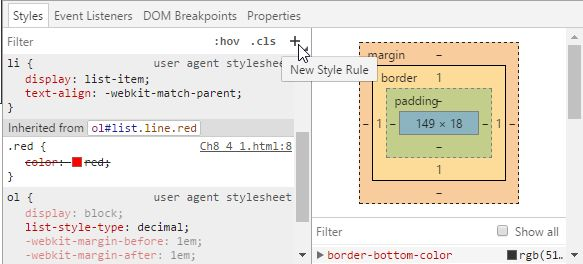 Styles Event Listeners DOM Breakpoints Properties
Filter :hov .cls +
New Style Rule
li { user agent stylesheet
display: list-item;
text-align: -webkit-match-parent;
}
Inherited from ol#list.line.red
.red { Ch8_4_1.html:8
color: red;
}
ol { user agent stylesheet
display: block;
list-style-type: decimal;
-webkit-margin-before: 1em;
-webkit-margin-after: 1em;
margin –
border 1
padding –
– 1 – 149 × 18 – 1 –
–
1
–
Filter Show all
border-bottom-color rgb(51…